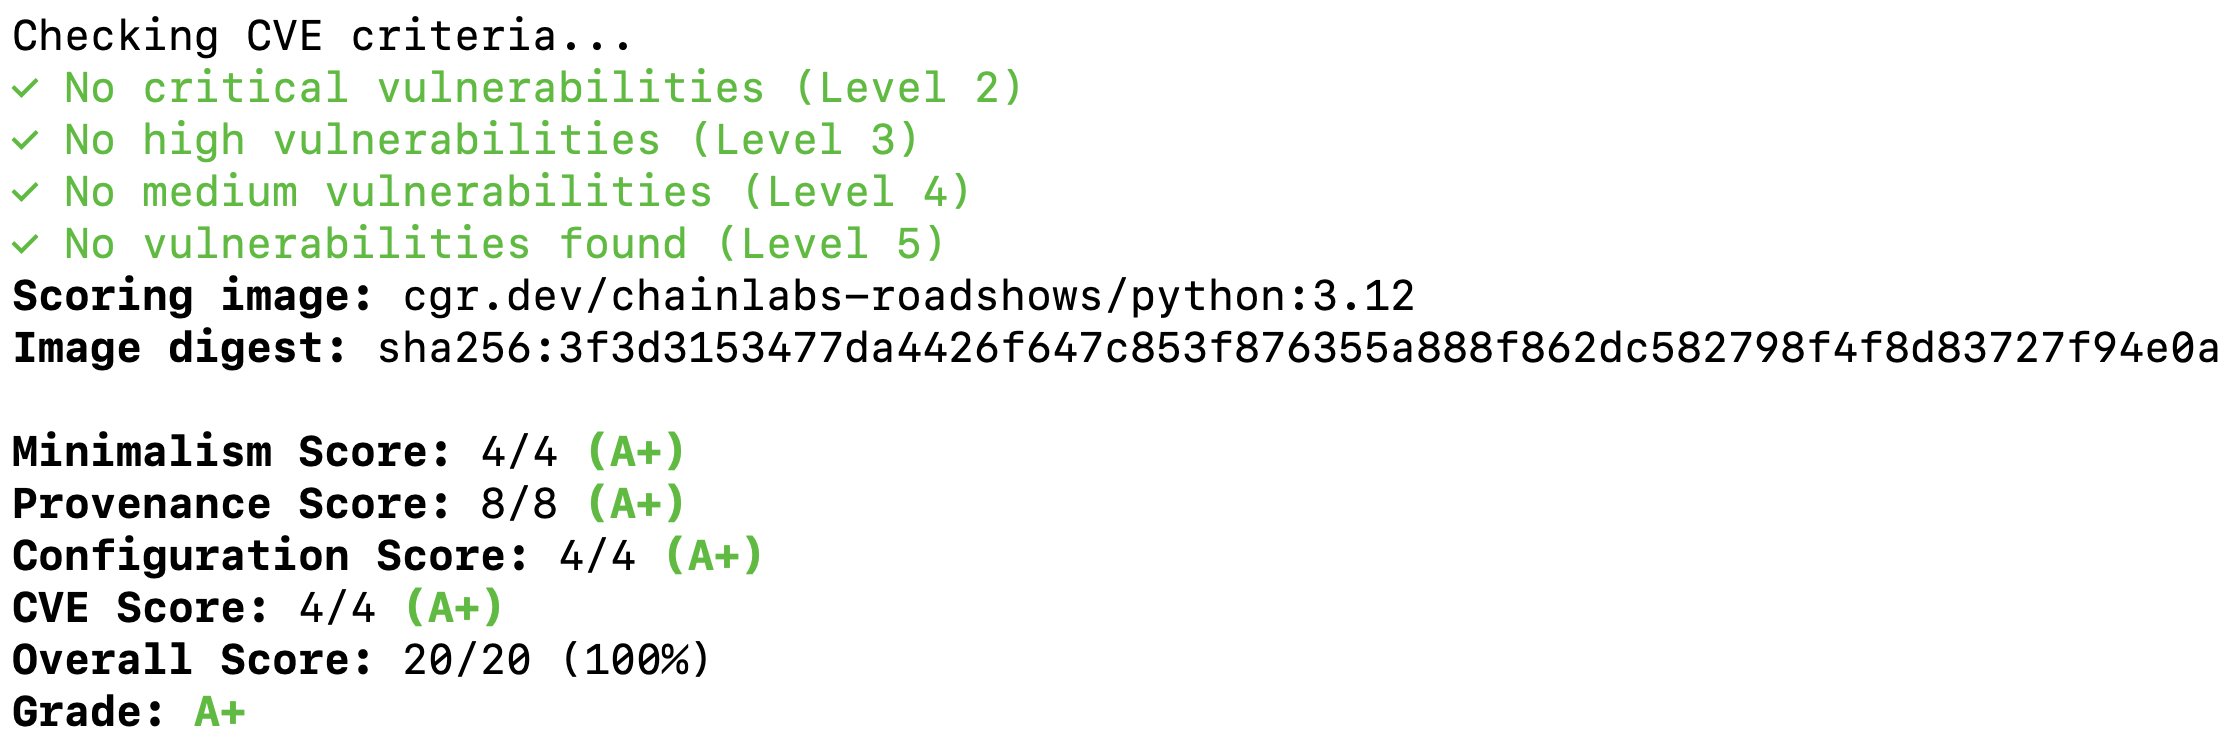 Checking CVE criteria...
✓ No critical vulnerabilities (Level 2)
✓ No high vulnerabilities (Level 3)
✓ No medium vulnerabilities (Level 4)
✓ No vulnerabilities found (Level 5)
Scoring image: cgr.dev/chainlabs-roadshows/python:3.12
Image digest: sha256:3f3d3153477da4426f647c853f876355a888f862dc582798f4f8d83727f94e0a
Minimalism Score: 4/4 (A+)
Provenance Score: 8/8 (A+)
Configuration Score: 4/4 (A+)
CVE Score: 4/4 (A+)
Overall Score: 20/20 (100%)
Grade: A+